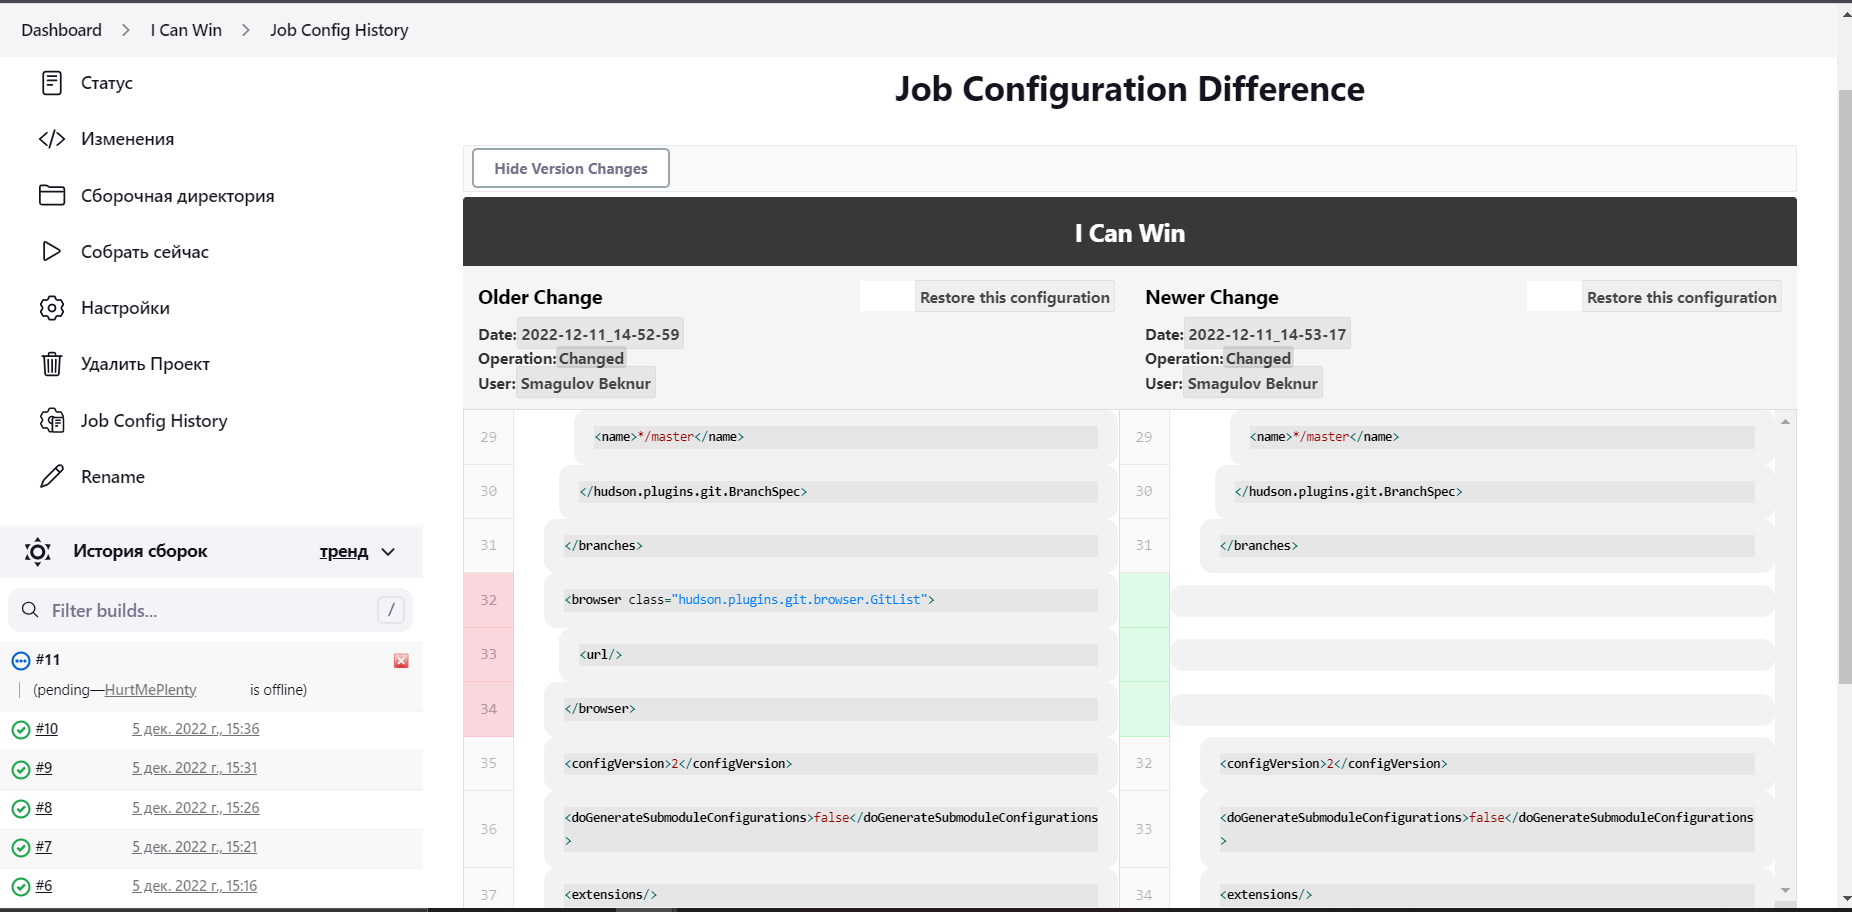 Dashboard > I Can Win > Job Config History
Статус
Изменения
Сборочная директория
Собрать сейчас
Настройки
Удалить Проект
Job Config History
Rename
История сборок тренд
Filter builds... /
#11
(pending—HurtMePlenty is offline)
#10 5 дек. 2022 г., 15:36
#9 5 дек. 2022 г., 15:31
#8 5 дек. 2022 г., 15:26
#7 5 дек. 2022 г., 15:21
#6 5 дек. 2022 г., 15:16
Job Configuration Difference
Hide Version Changes
I Can Win
Older Change Restore this configuration
Date: 2022-12-11_14-52-59
Operation: Changed
User: Smagulov Beknur
Newer Change Restore this configuration
Date: 2022-12-11_14-53-17
Operation: Changed
User: Smagulov Beknur
29 <name>*/master</name> 29 <name>*/master</name>
30 </hudson.plugins.git.BranchSpec> 30 </hudson.plugins.git.BranchSpec>
31 </branches> 31 </branches>
32 <browser class="hudson.plugins.git.browser.GitList">
33 <url/>
34 </browser>
35 <configVersion>2</configVersion> 32 <configVersion>2</configVersion>
36 <doGenerateSubmoduleConfigurations>false</doGenerateSubmoduleConfigurations 33 <doGenerateSubmoduleConfigurations>false</doGenerateSubmoduleConfigurations
> >
37 <extensions/> 34 <extensions/>